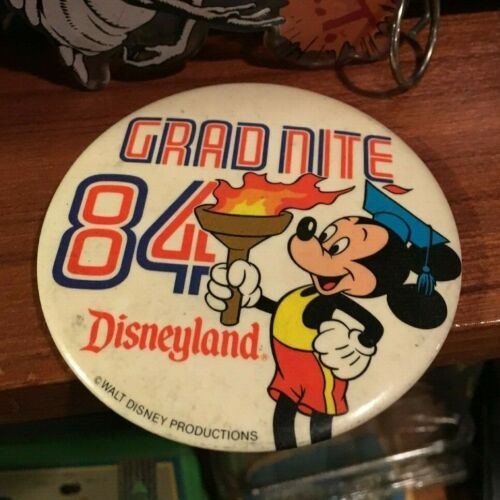 GRAD NITE
84
Disneyland®
©WALT DISNEY PRODUCTIONS